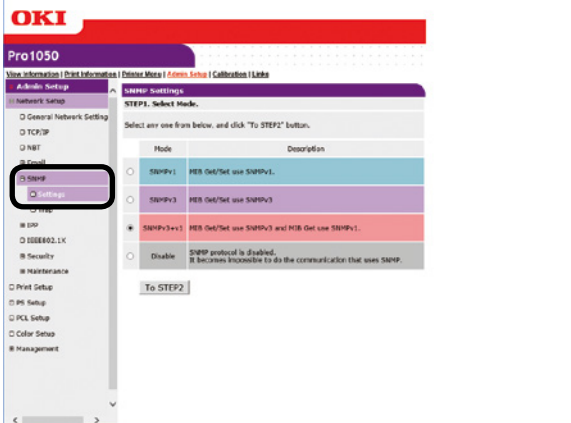 OKI
Pro1050
View Information | Print Information | Printer Menu | Admin Setup | Calibration | Links
Admin Setup
Network Setup
General Network Setting
TCP/IP
NBT
Email
SNMP
Settings
Trap
IPP
IEEE802.1X
Security
Maintenance
Print Setup
PS Setup
PCL Setup
Color Setup
Management
SNMP Settings
STEP1. Select Mode.
Select any one from below, and click "To STEP2" button.
Mode Description
SNMPv1 MIB Get/Set use SNMPv1.
SNMPv3 MIB Get/Set use SNMPv3
SNMPv3+v1 MIB Get/Set use SNMPv3 and MIB Get use SNMPv1.
Disable SNMP protocol is disabled.
It becomes impossible to do the communication that uses SNMP.
To STEP2